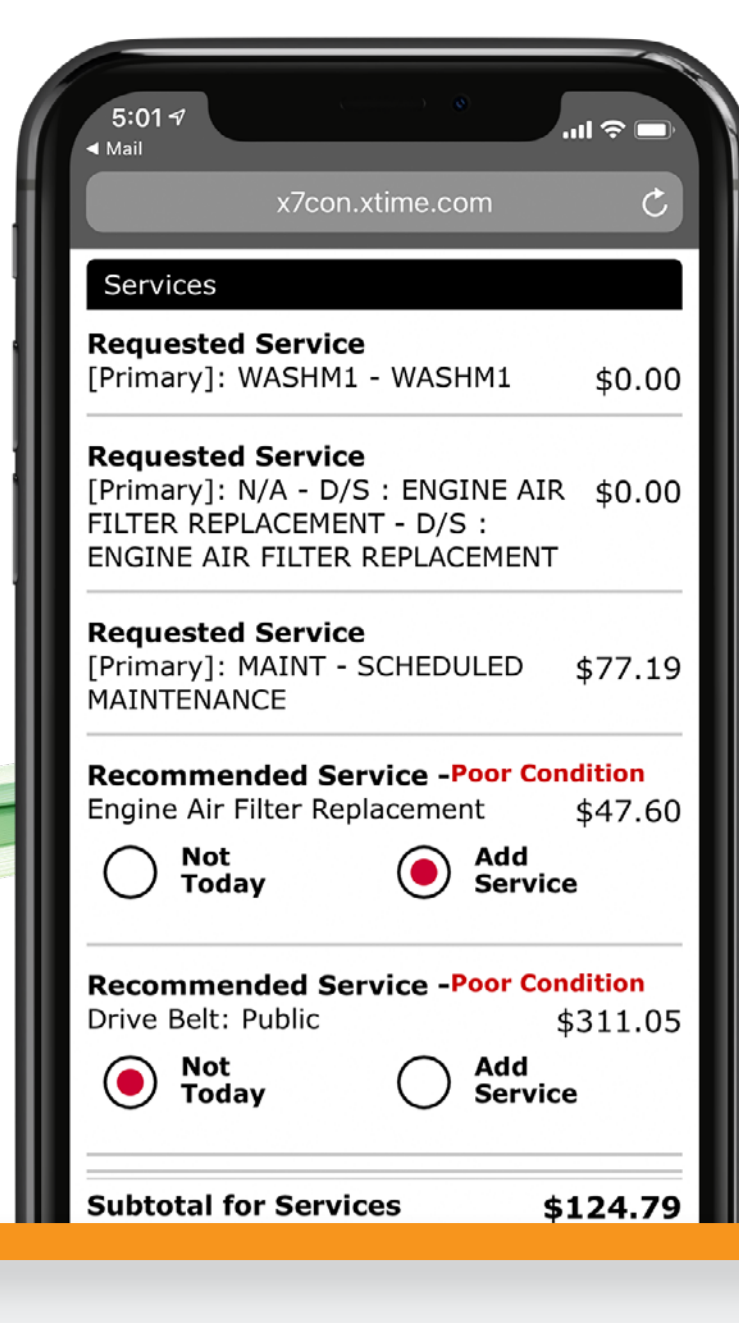 5:01
◀ Mail
x7con.xtime.com
Services
Requested Service
[Primary]: WASHM1 - WASHM1 $0.00
Requested Service
[Primary]: N/A - D/S : ENGINE AIR $0.00
FILTER REPLACEMENT - D/S :
ENGINE AIR FILTER REPLACEMENT
Requested Service
[Primary]: MAINT - SCHEDULED $77.19
MAINTENANCE
Recommended Service -Poor Condition
Engine Air Filter Replacement $47.60
Not Add
Today Service
Recommended Service -Poor Condition
Drive Belt: Public $311.05
Not Add
Today Service
Subtotal for Services $124.79